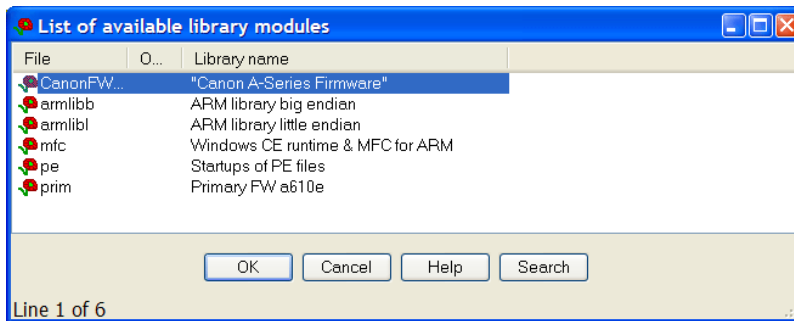 List of available library modules
File O... Library name
CanonFW... "Canon A-Series Firmware"
armlibb ARM library big endian
armlibl ARM library little endian
mfc Windows CE runtime & MFC for ARM
pe Startups of PE files
prim Primary FW a610e
OK Cancel Help Search
Line 1 of 6